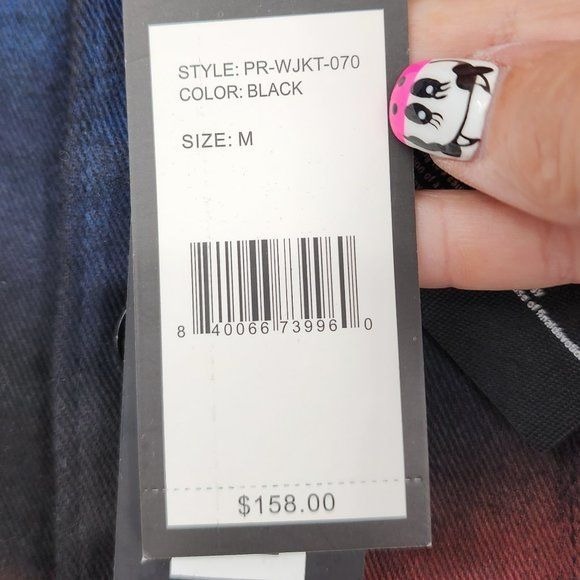 STYLE: PR-WJKT-070
COLOR: BLACK
SIZE: M
8 40066 73996 0
$158.00